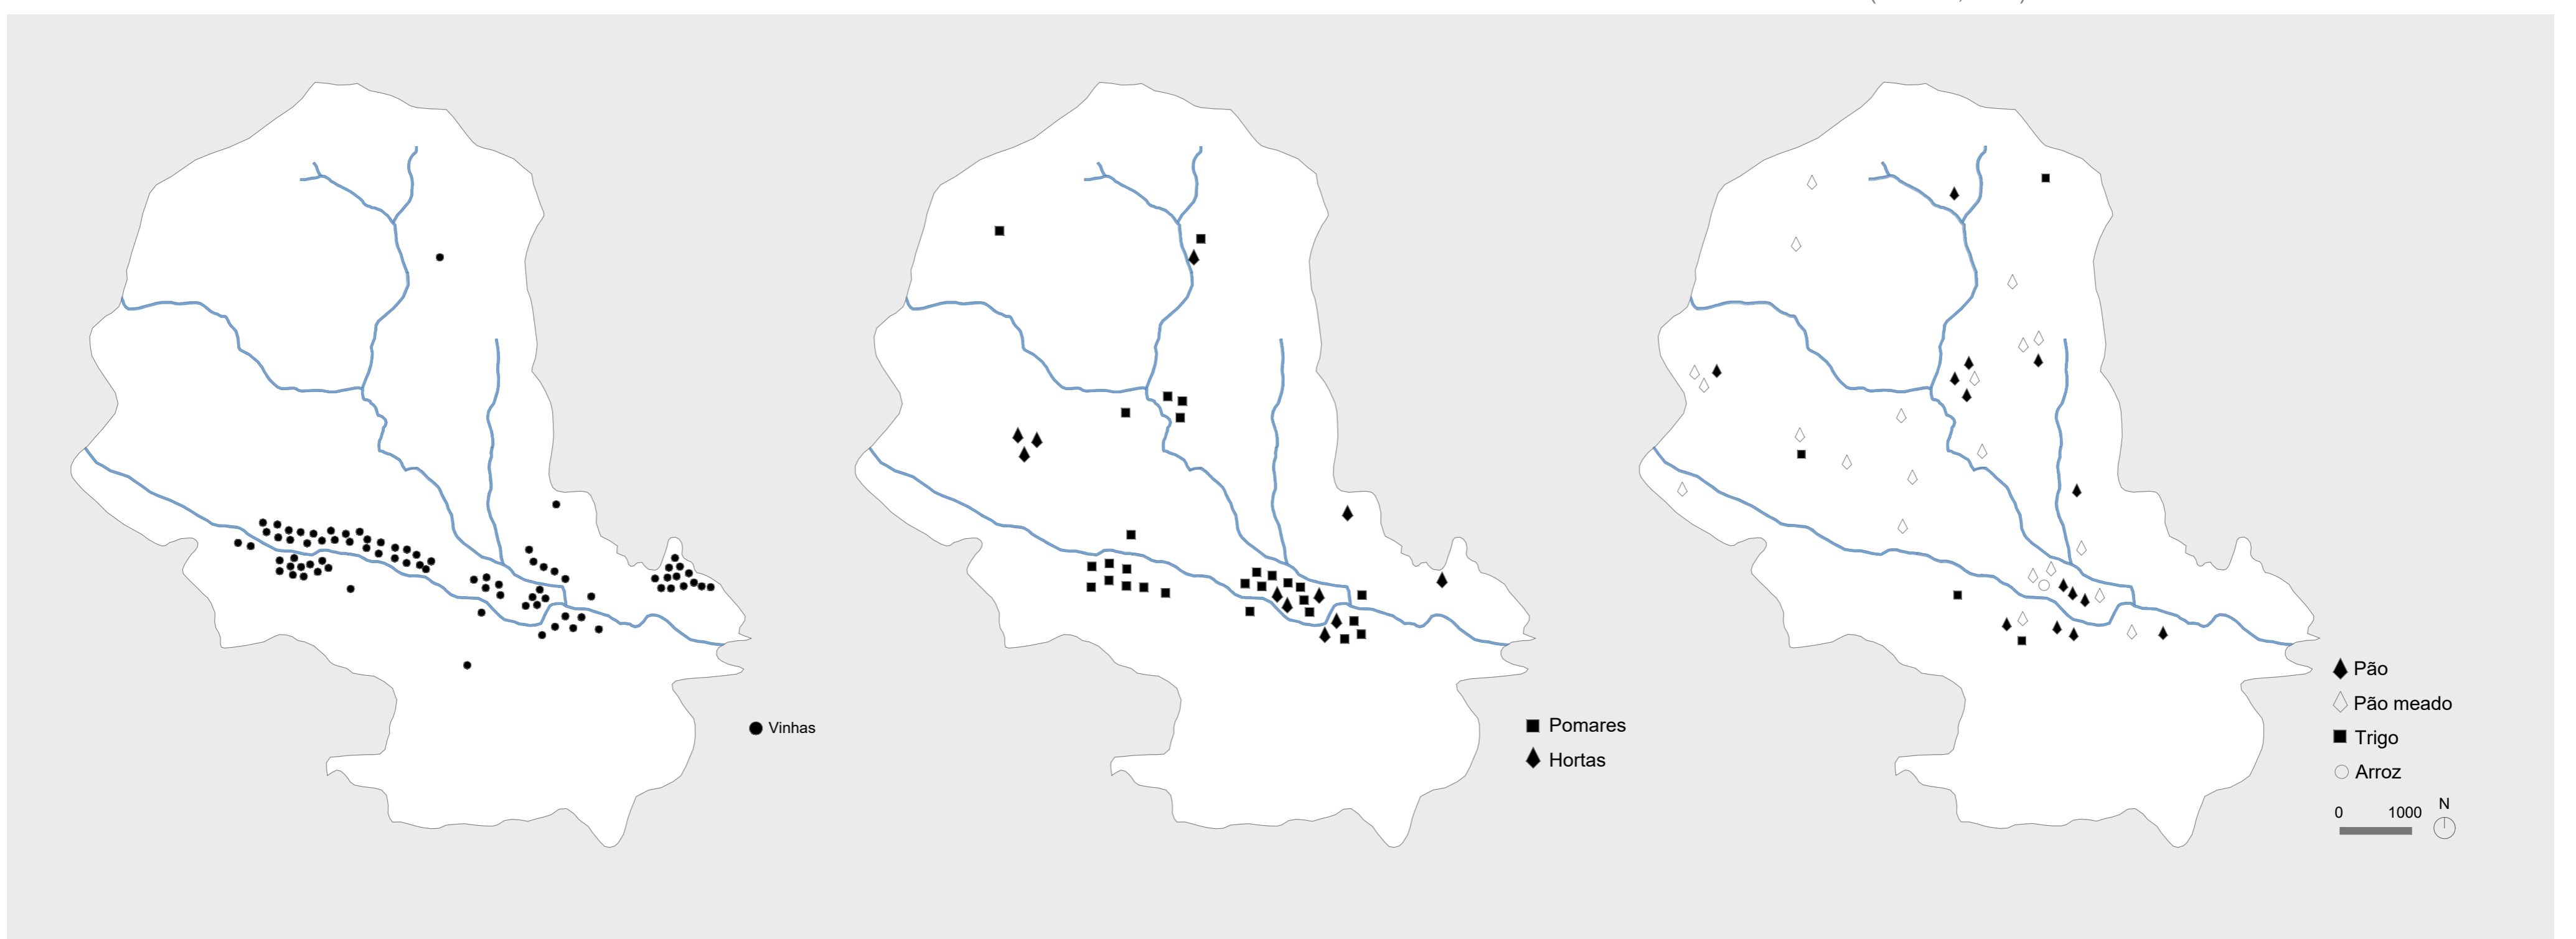 Vinhas
Pomares
Hortas
Pão
Pão meado
Trigo
Arroz
0 1000
N